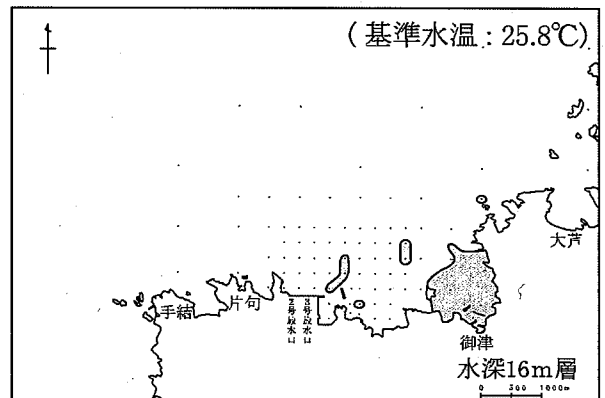 (基準水温:25.8℃)
大芦
片句
手結
2号放水口
3号放水口
御津
水深16m層
0 500 1000m